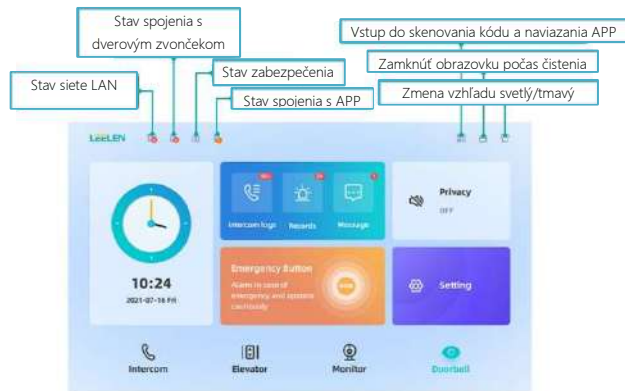 Stav spojenia s
dverovým zvončekom
Vstup do skenovania kódu a naviazania APP
Stav zabezpečenia
Zamknúť obrazovku počas čistenia
Stav siete LAN
Stav spojenia s APP
Zmena vzhľadu svetlý/tmavý
LEELEN
Intercom logs
Records
Message
Privacy
OFF
Emergency Button
Alarm in case of
emergency and operate
cautiously
10:24
2021-07-16 Fri
Setting
Intercom
Elevator
Monitor
Duorbell